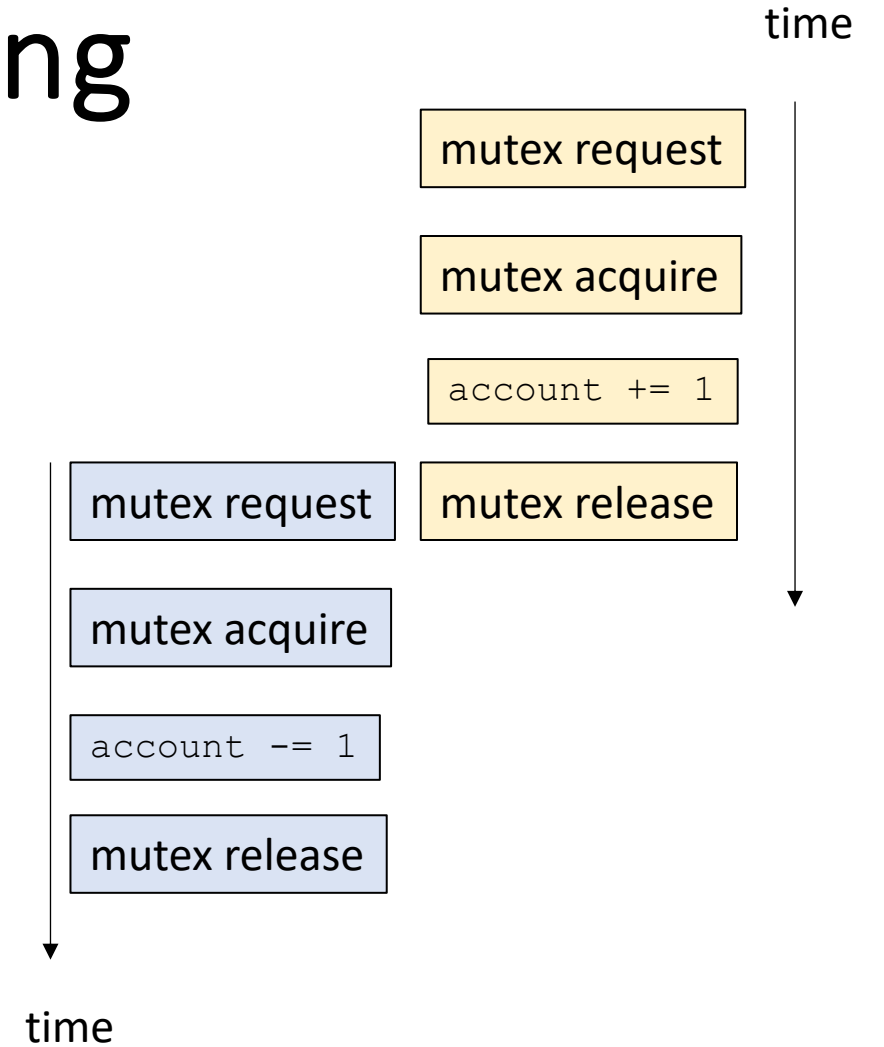 ng
time
mutex request
mutex acquire
account += 1
mutex request
mutex release
mutex acquire
account -= 1
mutex release
time